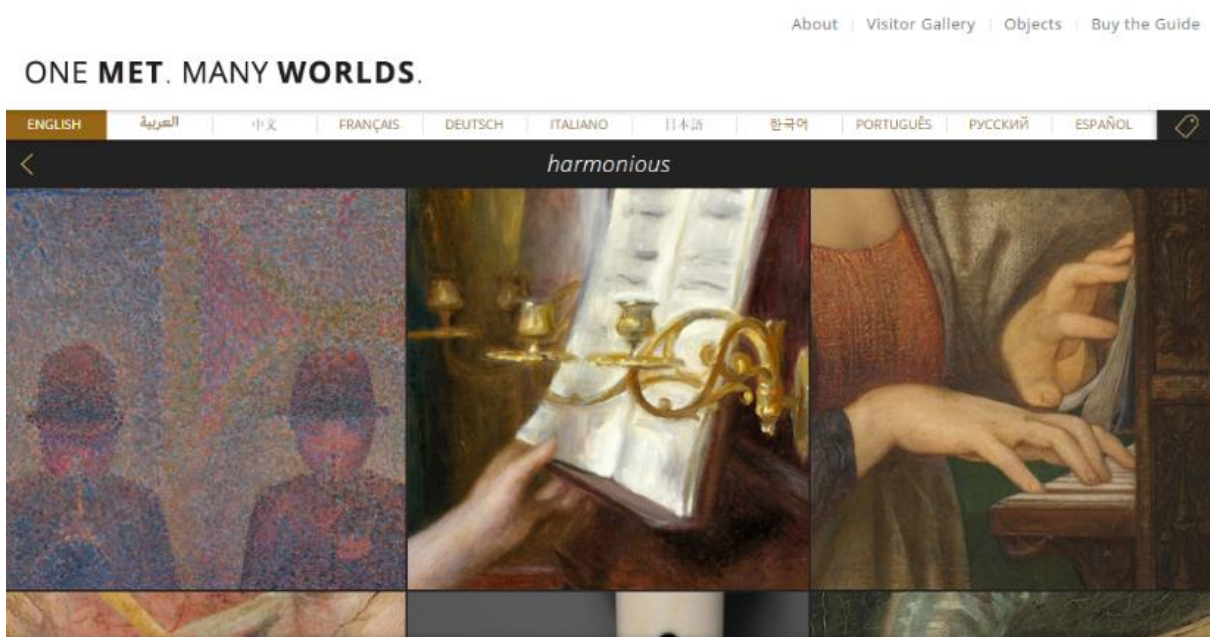 About | Visitor Gallery | Objects | Buy the Guide
ONE MET. MANY WORLDS.
ENGLISH العربية 中文 FRANÇAIS DEUTSCH ITALIANO 日本語 한국어 PORTUGUÊS РУССКИЙ ESPAÑOL
harmonious